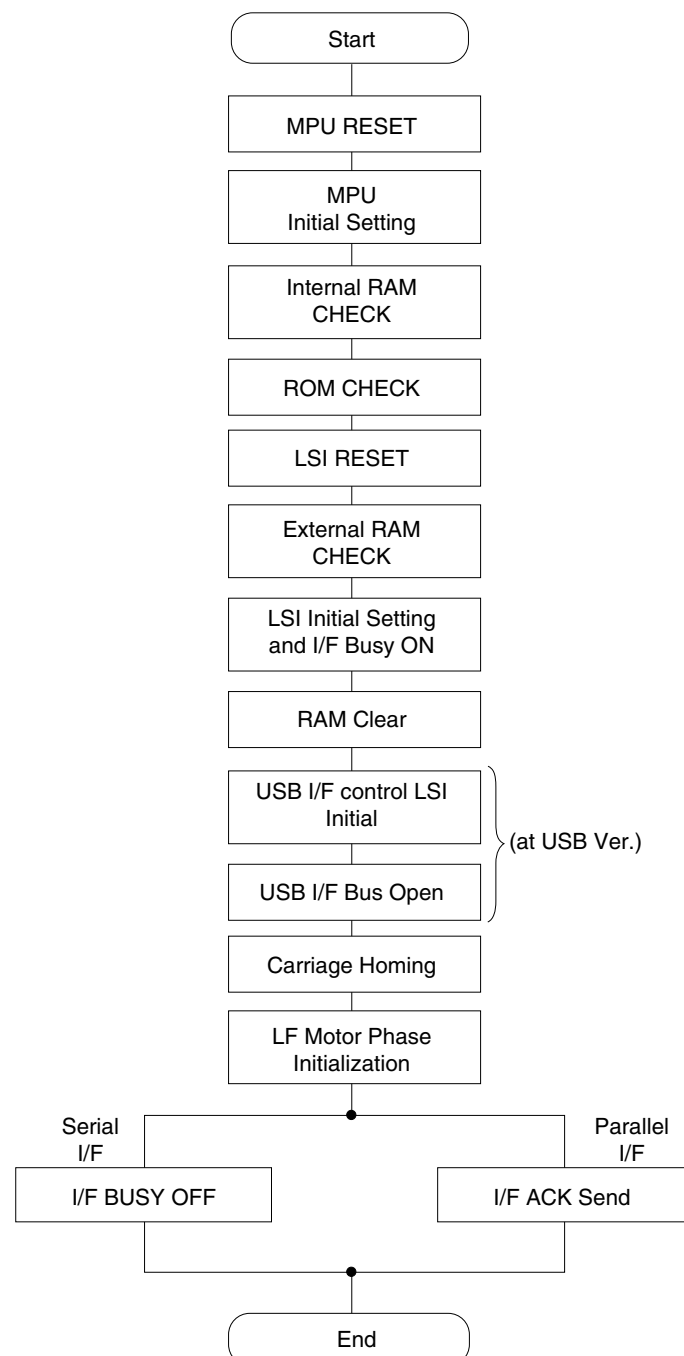 Start
MPU RESET
MPU
Initial Setting
Internal RAM
CHECK
ROM CHECK
LSI RESET
External RAM
CHECK
LSI Initial Setting
and I/F Busy ON
RAM Clear
USB I/F control LSI
Initial
(at USB Ver.)
USB I/F Bus Open
Carriage Homing
LF Motor Phase
Initialization
Serial
I/F
Parallel
I/F
I/F BUSY OFF
I/F ACK Send
End